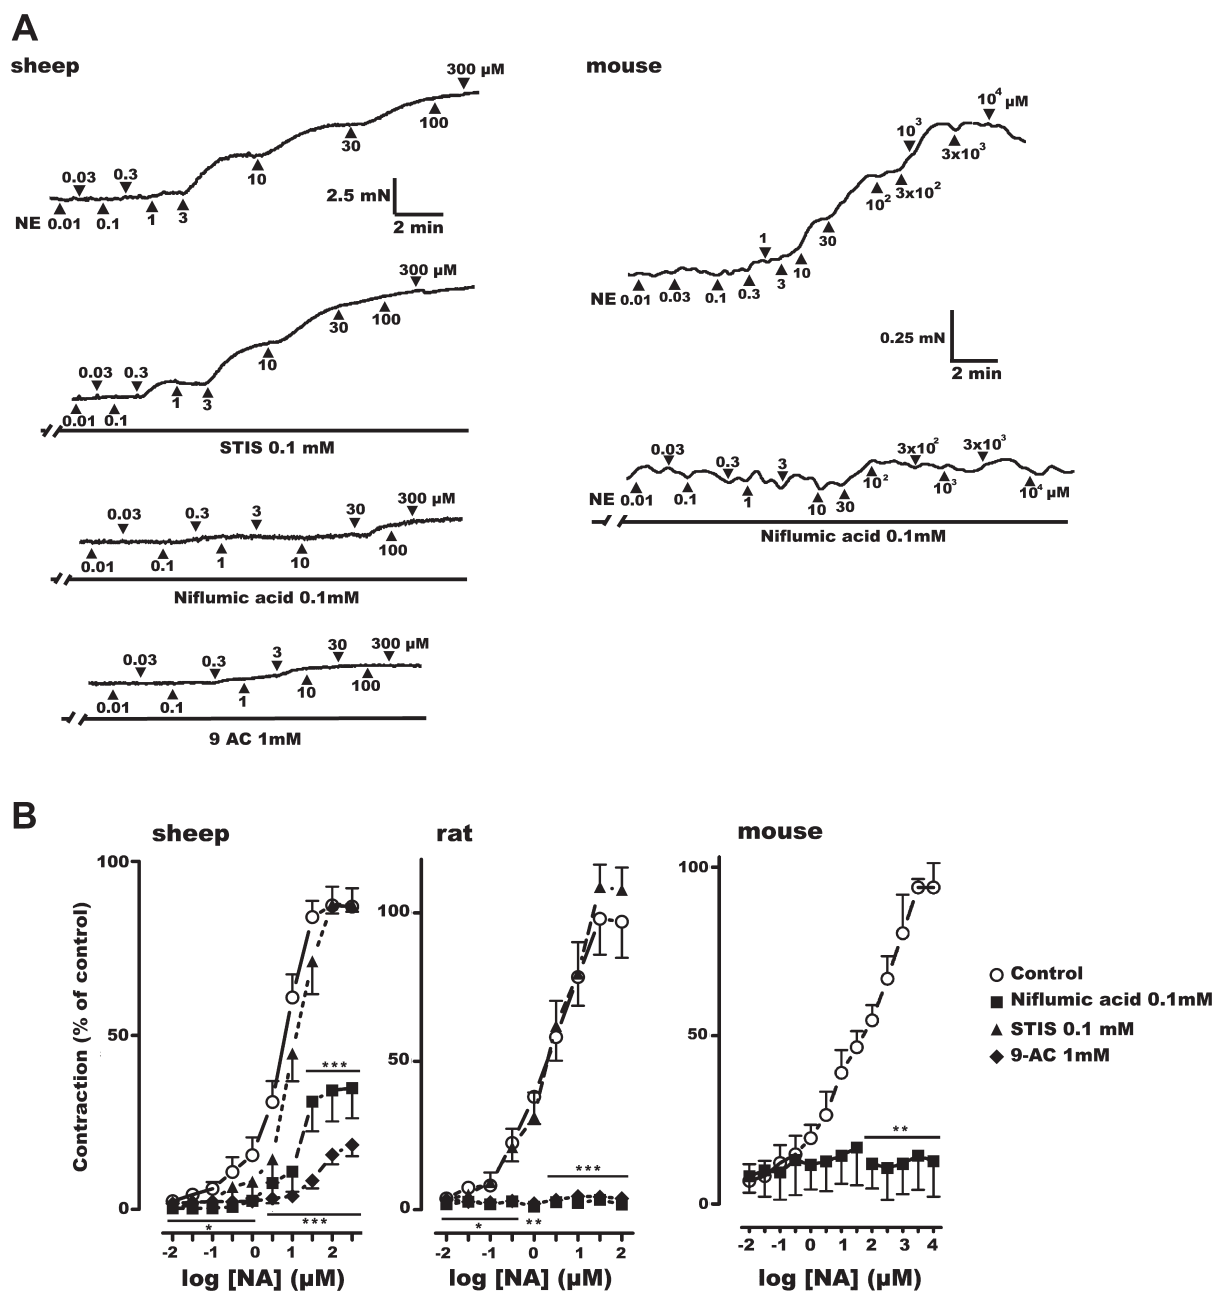 A
sheep
mouse
300 µM
100
30
10
0.03
0.3
NE 0.01
0.1
1
3
2.5 mN
2 min
10⁴ µM
10³
3x10³
10²
3x10²
30
1
10
3
NE 0.01
0.03
0.1
0.3
0.25 mN
2 min
300 µM
100
30
10
0.03
0.3
1
3
0.01
0.1
STIS 0.1 mM
0.03
0.3
3
30
300 µM
0.01
0.1
1
10
100
Niflumic acid 0.1mM
0.03
0.3
3
3x10²
3x10³
NE 0.01
0.1
1
10
30
10²
10³
10⁴ µM
Niflumic acid 0.1mM
0.03
0.3
3
30
300 µM
0.01
0.1
1
10
100
9 AC 1mM
B
sheep
rat
mouse
Contraction (% of control)
100
50
0
***
*
***
-2 -1 0 1 2
log [NA] (µM)
100
50
0
***
*
**
-2 -1 0 1 2
log [NA] (µM)
100
50
0
**
-2 -1 0 1 2 3 4
log [NA] (µM)
Control
Niflumic acid 0.1mM
STIS 0.1 mM
9-AC 1mM